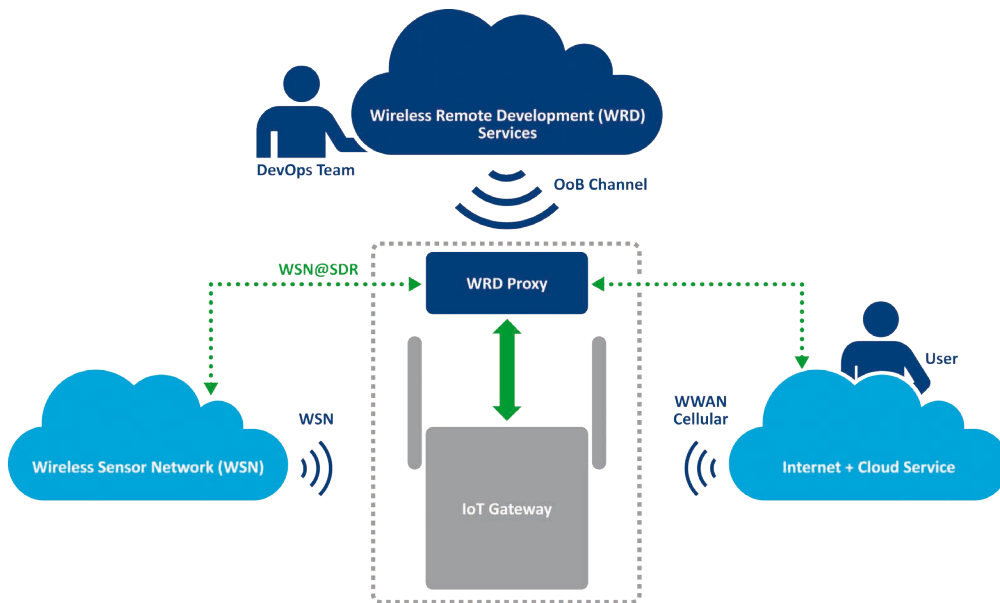 Wireless Remote Development (WRD)
Services
DevOps Team
OoB Channel
WSN@SDR
WRD Proxy
User
WSN
WWAN
Cellular
Wireless Sensor Network (WSN)
Internet + Cloud Service
IoT Gateway